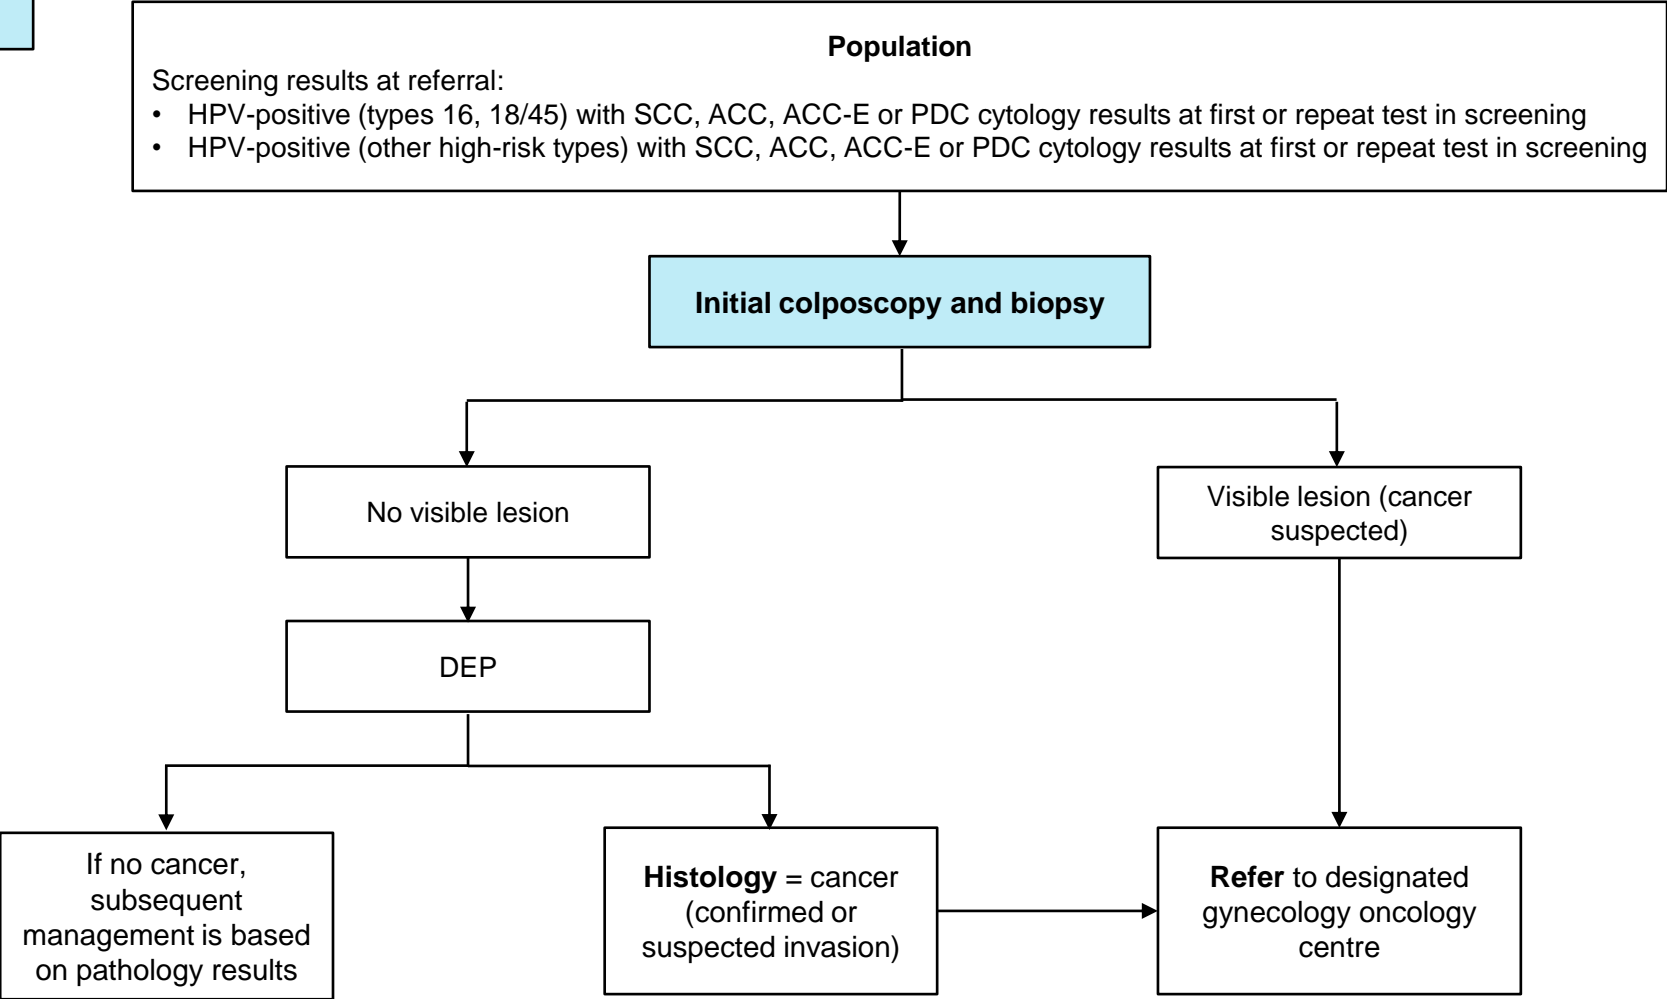 Population
Screening results at referral:
• HPV-positive (types 16, 18/45) with SCC, ACC, ACC-E or PDC cytology results at first or repeat test in screening
• HPV-positive (other high-risk types) with SCC, ACC, ACC-E or PDC cytology results at first or repeat test in screening
Initial colposcopy and biopsy
No visible lesion
Visible lesion (cancer
suspected)
DEP
If no cancer,
subsequent
management is based
on pathology results
Histology = cancer
(confirmed or
suspected invasion)
Refer to designated
gynecology oncology
centre